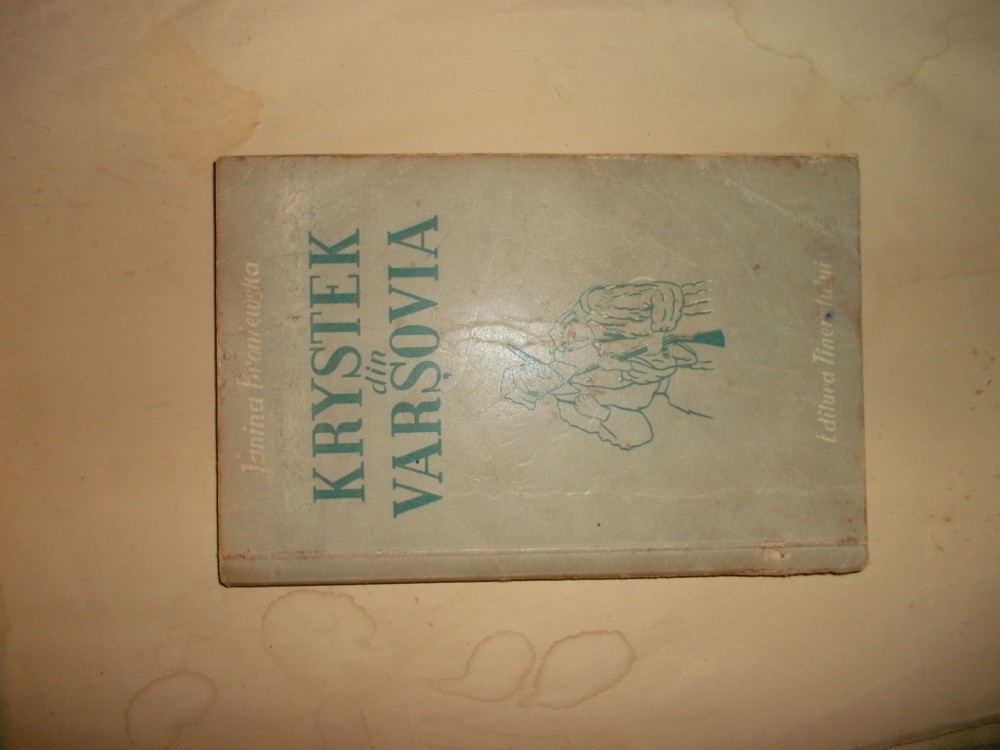 Janina Broniewska
KRYSTEK
din
VARȘOVIA
Editura Tineretului